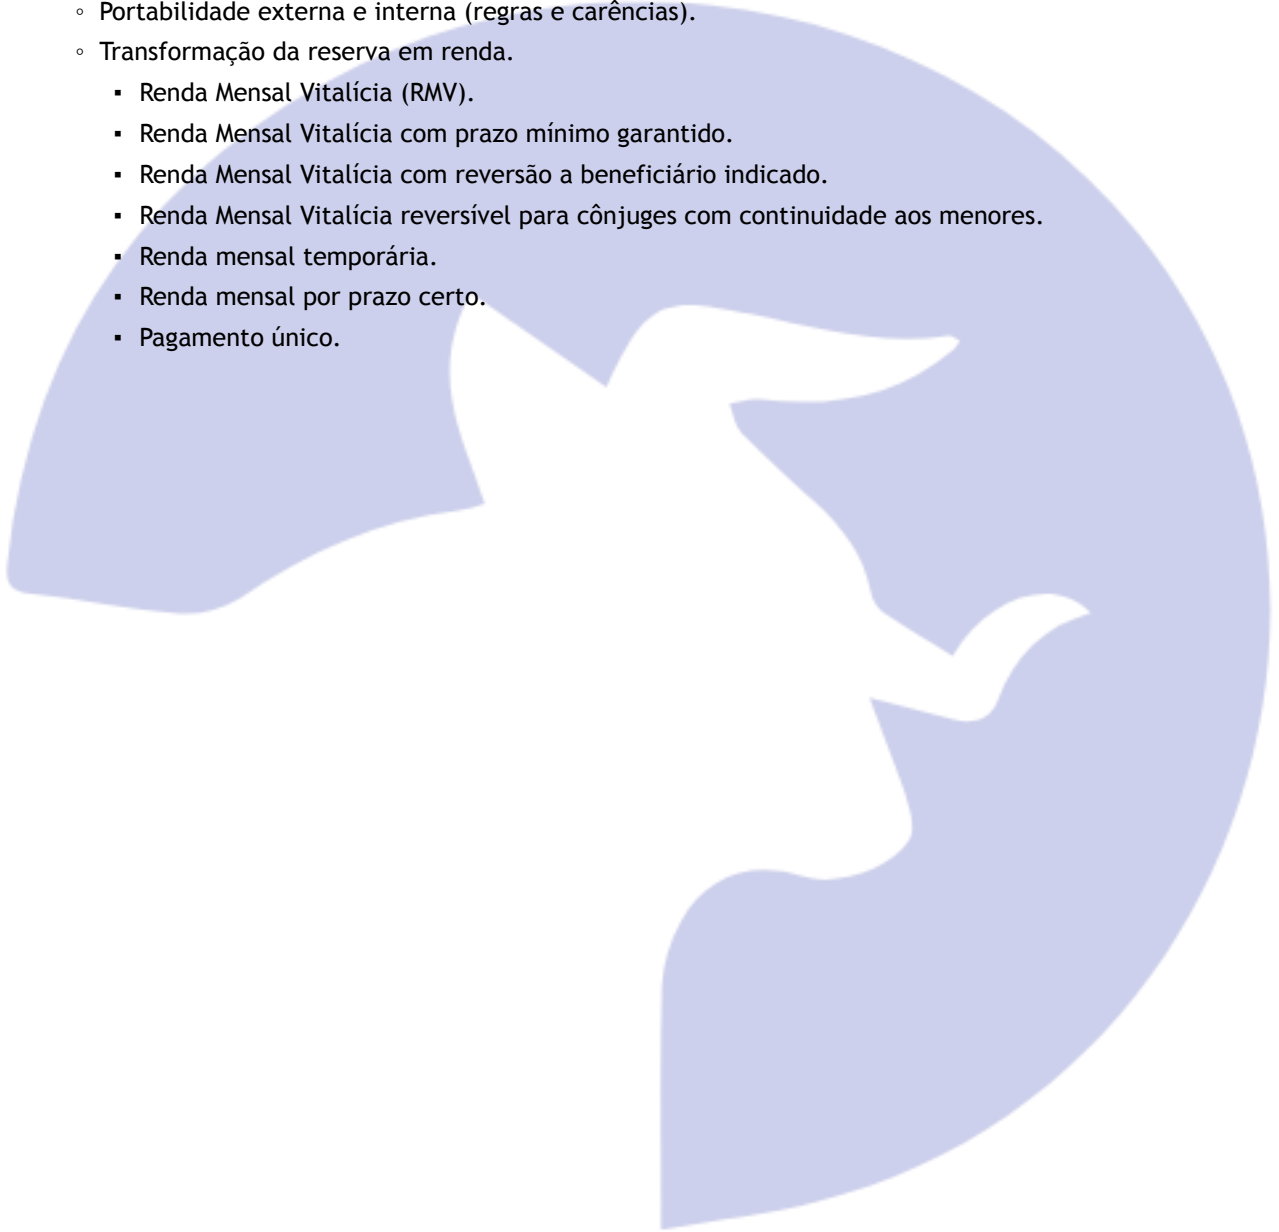 ◦ Portabilidade externa e interna (regras e carências).
◦ Transformação da reserva em renda.
▪ Renda Mensal Vitalícia (RMV).
▪ Renda Mensal Vitalícia com prazo mínimo garantido.
▪ Renda Mensal Vitalícia com reversão a beneficiário indicado.
▪ Renda Mensal Vitalícia reversível para cônjuges com continuidade aos menores.
▪ Renda mensal temporária.
▪ Renda mensal por prazo certo.
▪ Pagamento único.